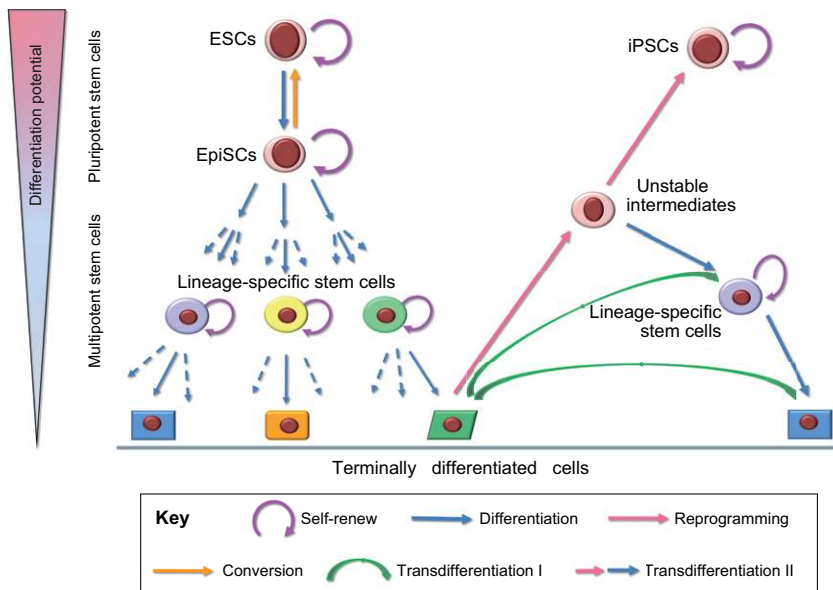 Differentiation potential
Pluripotent stem cells
Multipotent stem cells
ESCs
iPSCs
EpiSCs
Unstable
intermediates
Lineage-specific stem cells
Lineage-specific
stem cells
Terminally differentiated cells
Key
Self-renew
Differentiation
Reprogramming
Conversion
Transdifferentiation I
Transdifferentiation II